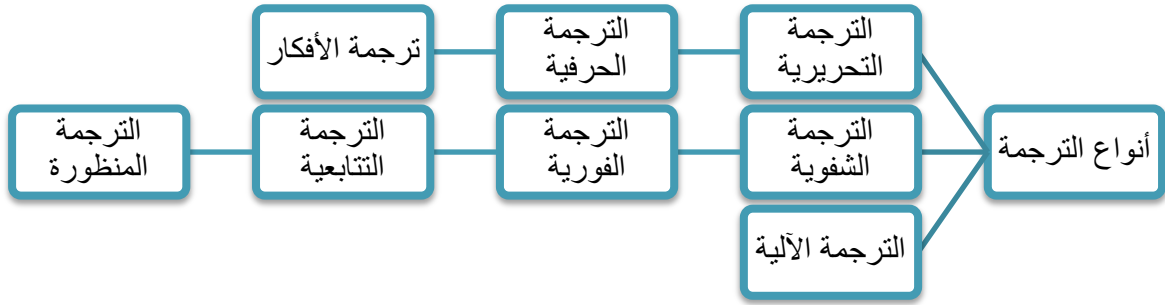 أنواع الترجمة
الترجمة
التحريرية
الترجمة
الحرفية
ترجمة الأفكار
الترجمة
الشفوية
الترجمة
الفورية
الترجمة
التتابعية
الترجمة
المنظورة
الترجمة الآلية